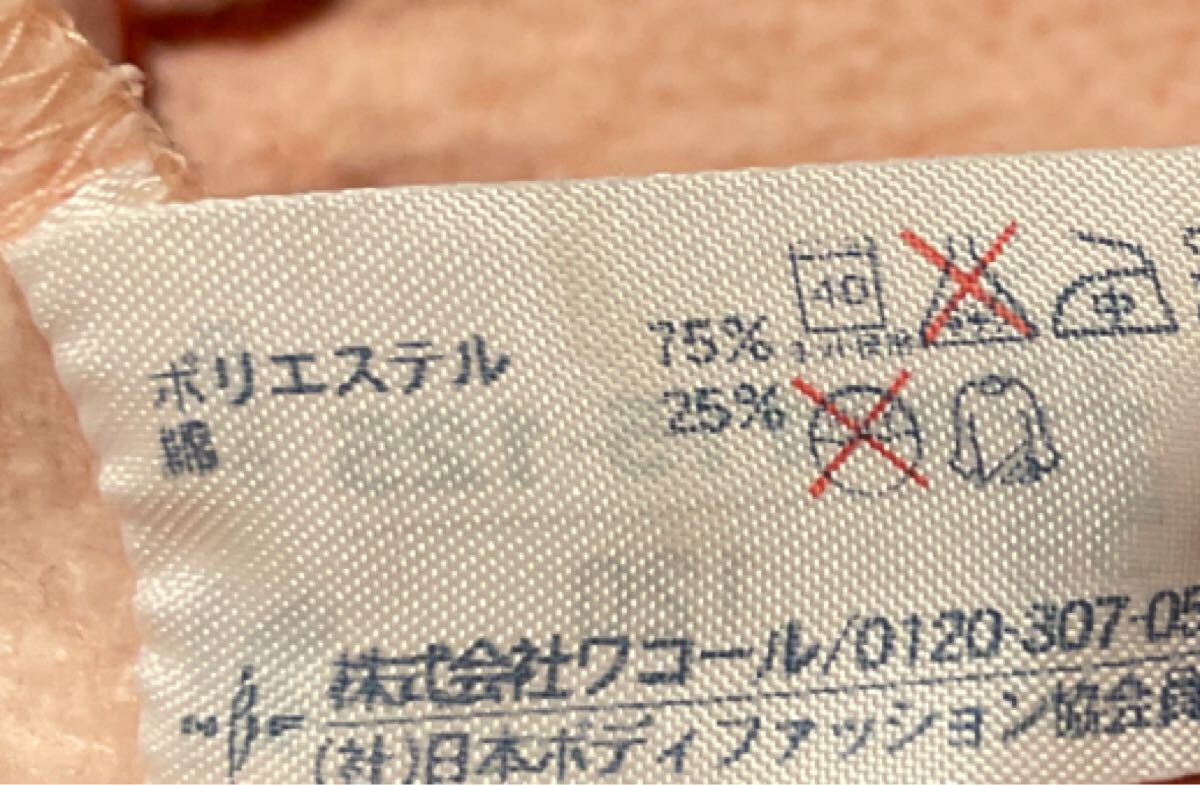 ポリエステル 75%
綿 25%
40
ネット使用
中
株式会社ワコール/0120-307-05
(社)日本ボディファッション協会